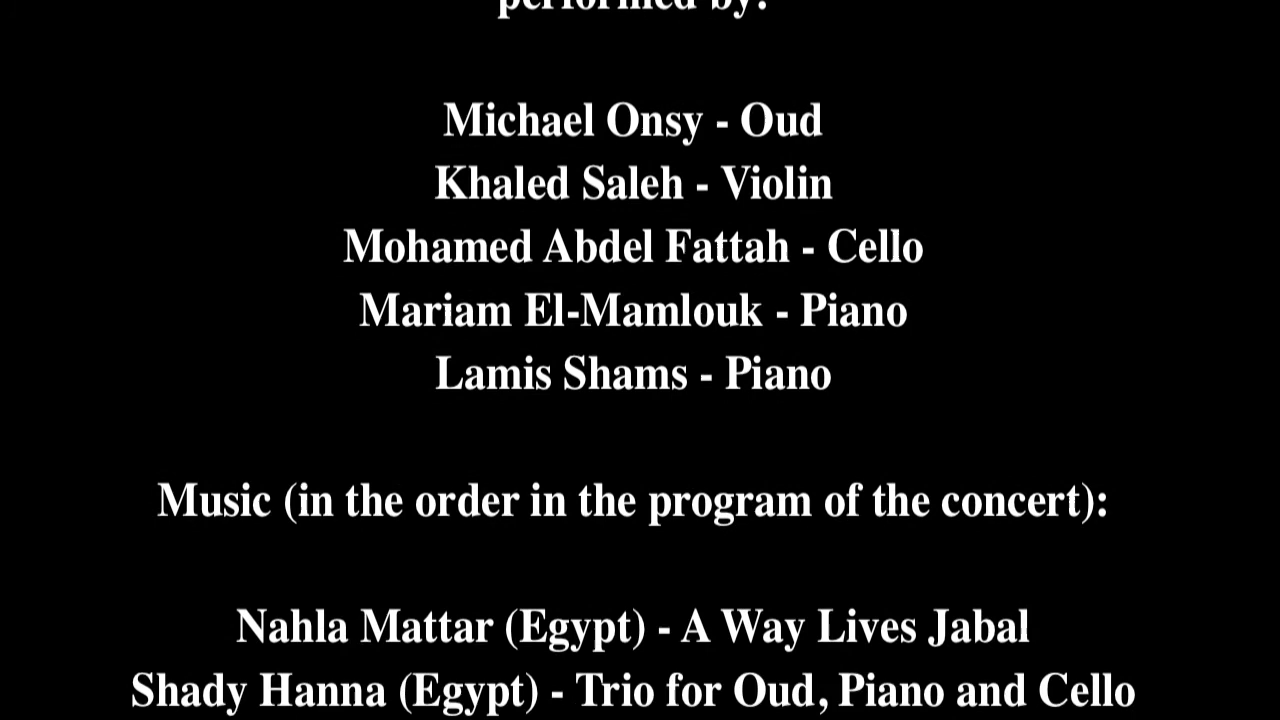 performed by:
Michael Onsy - Oud
Khaled Saleh - Violin
Mohamed Abdel Fattah - Cello
Mariam El-Mamlouk - Piano
Lamis Shams - Piano
Music (in the order in the program of the concert):
Nahla Mattar (Egypt) - A Way Lives Jabal
Shady Hanna (Egypt) - Trio for Oud, Piano and Cello